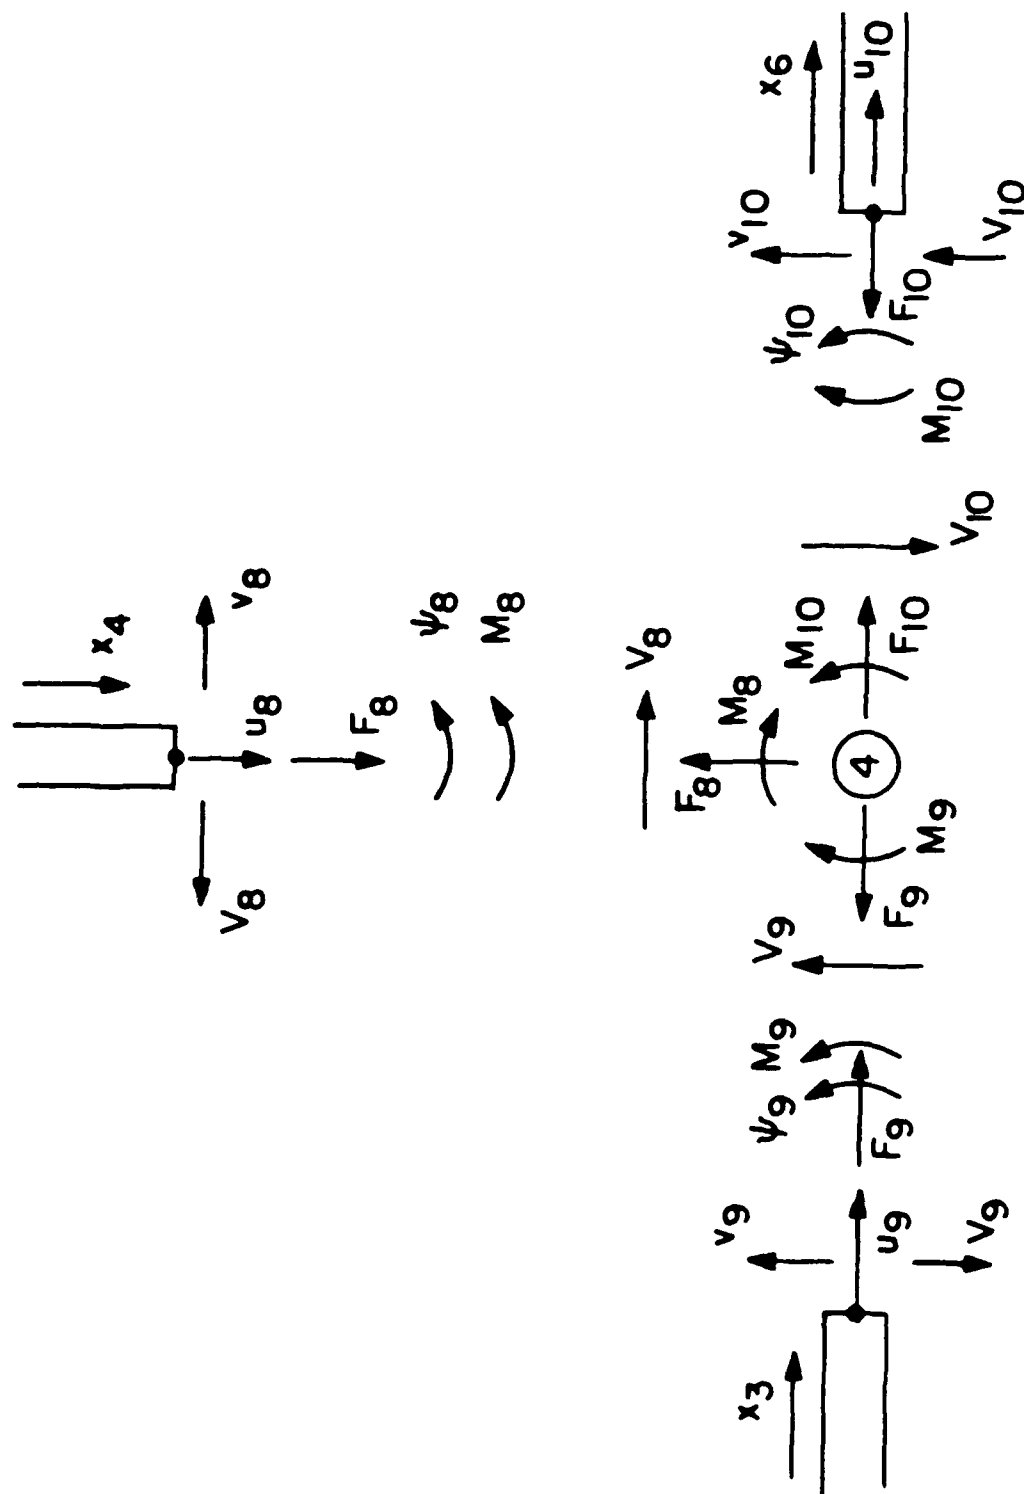 x₄
v₈
u₈
V₈
F₈
ψ₈
M₈
V₈
M₈
F₈
x₆
u₁₀
v₁₀
V₁₀
F₁₀
ψ₁₀
M₁₀
V₁₀
M₁₀
F₁₀
4
M₉
F₉
V₉
M₉
ψ₉
F₉
v₉
u₉
V₉
x₃